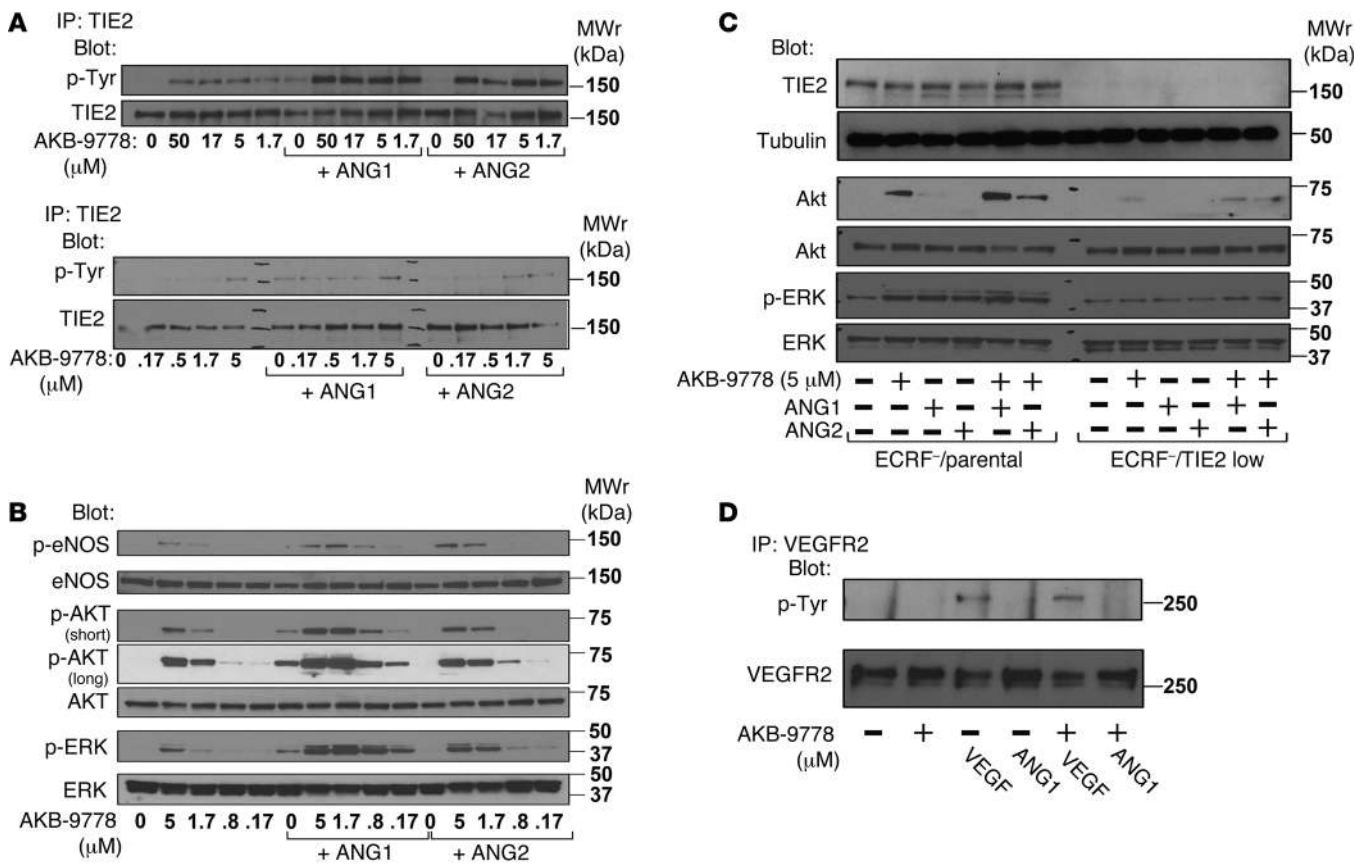 A
IP: TIE2
Blot:
MWr
(kDa)
p-Tyr
150
TIE2
150
AKB-9778: 0 50 17 5 1.7 0 50 17 5 1.7 0 50 17 5 1.7
(μM)
+ ANG1
+ ANG2
IP: TIE2
Blot:
MWr
(kDa)
p-Tyr
150
TIE2
150
AKB-9778: 0 .17 .5 1.7 5 0 .17 .5 1.7 5 0 .17 .5 1.7 5
(μM)
+ ANG1
+ ANG2
B
Blot:
MWr
(kDa)
p-eNOS
150
eNOS
150
p-AKT
(short)
75
p-AKT
(long)
75
AKT
75
p-ERK
50
37
ERK
50
37
AKB-9778 0 5 1.7 .8 .17 0 5 1.7 .8 .17 0 5 1.7 .8 .17
(μM)
+ ANG1
+ ANG2
C
Blot:
MWr
(kDa)
TIE2
150
Tubulin
50
Akt
75
Akt
75
p-ERK
50
37
ERK
50
37
AKB-9778 (5 μM) − + − − + + − + − − + +
ANG1 − − + − + − − − + − + −
ANG2 − − − + − + − − − + − +
ECRF⁻/parental
ECRF⁻/TIE2 low
D
IP: VEGFR2
Blot:
p-Tyr
250
VEGFR2
250
AKB-9778 − + − − + +
(μM)
VEGF
ANG1
VEGF
ANG1